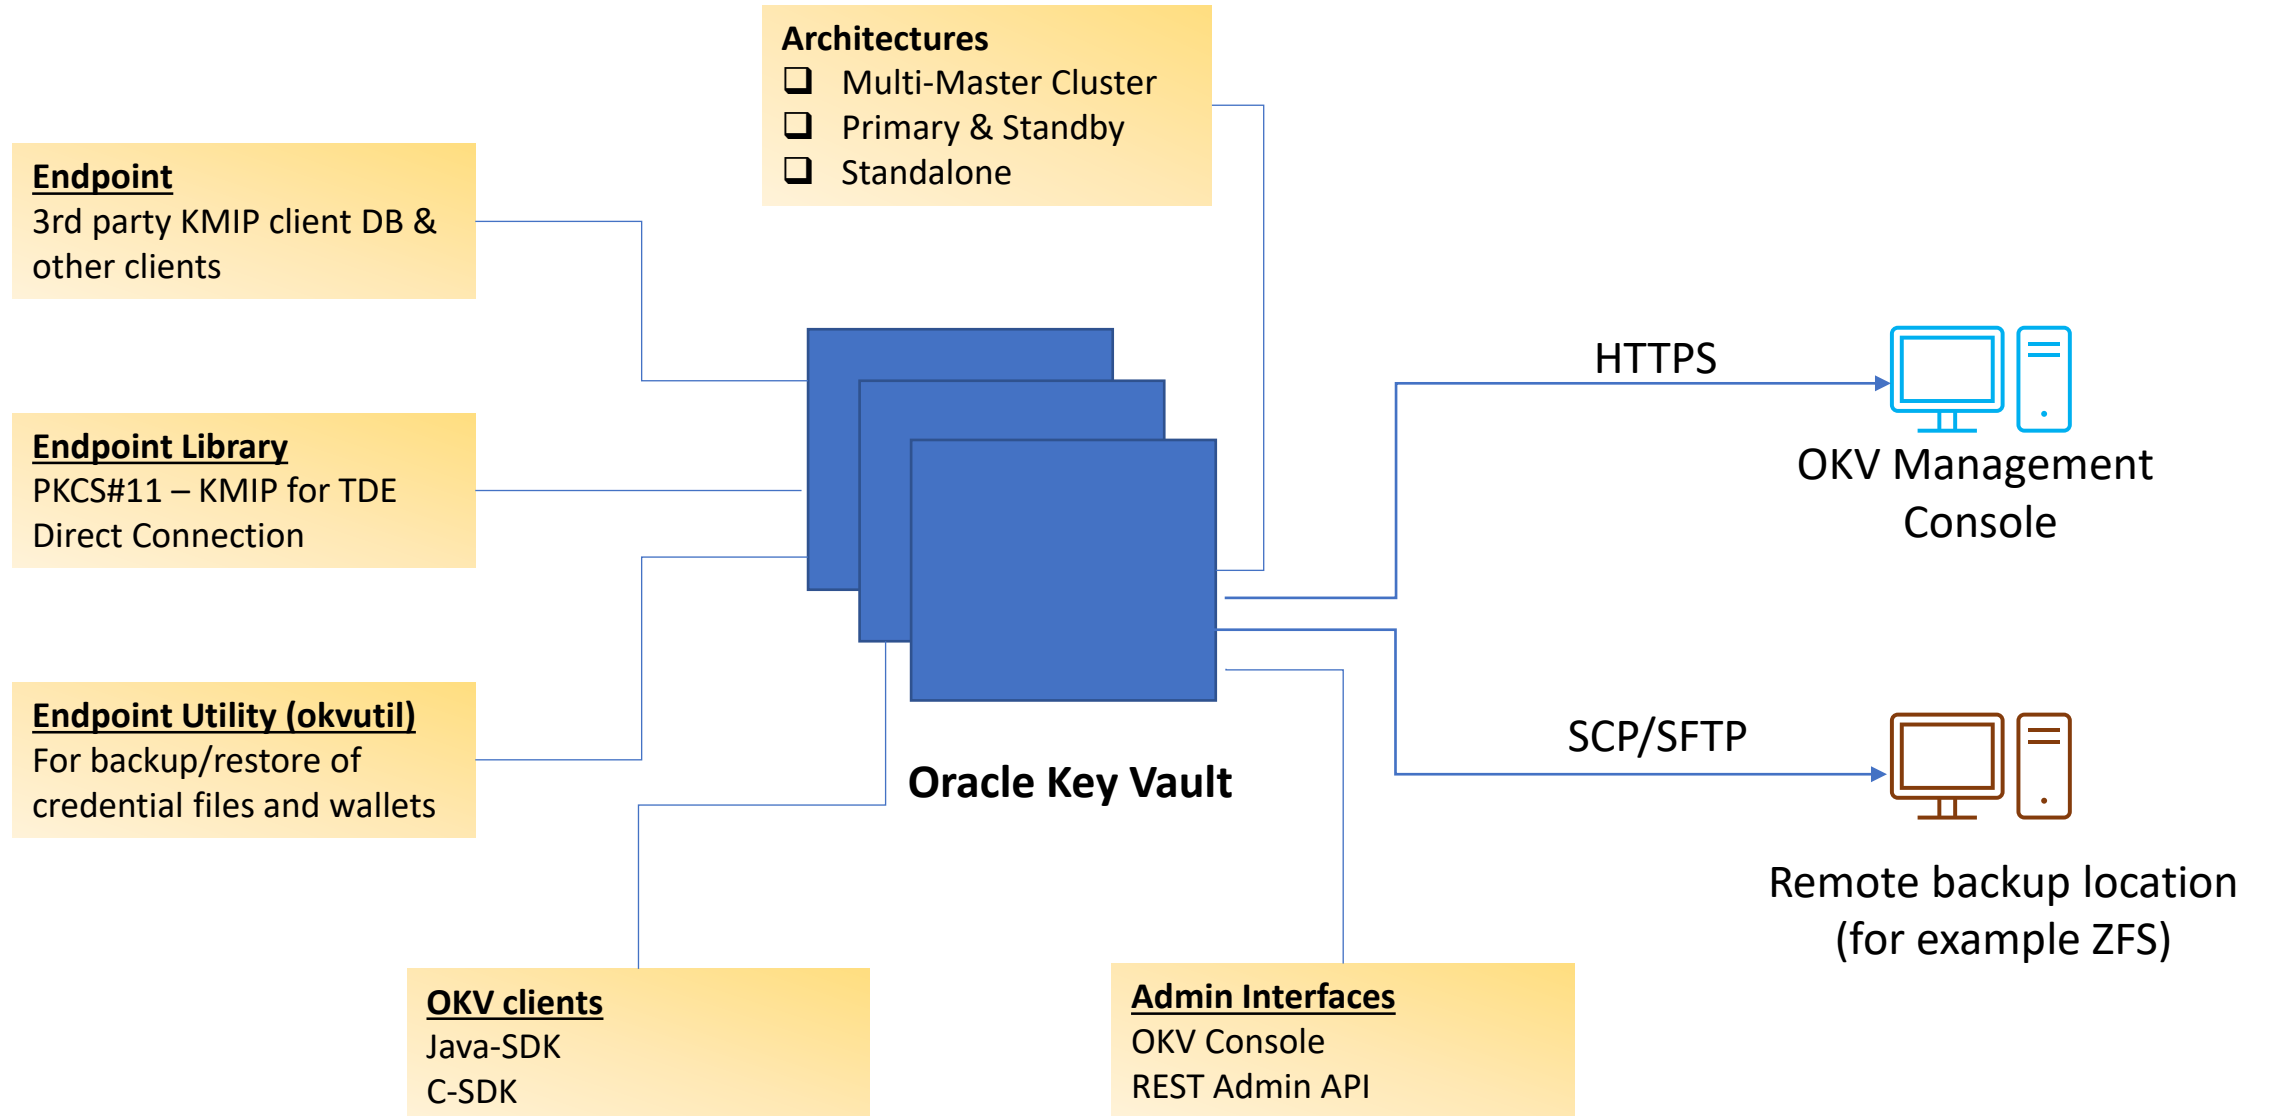 Architectures
❑ Multi-Master Cluster
❑ Primary & Standby
❑ Standalone
Endpoint
3rd party KMIP client DB &
other clients
Endpoint Library
PKCS#11 – KMIP for TDE
Direct Connection
Endpoint Utility (okvutil)
For backup/restore of
credential files and wallets
Oracle Key Vault
HTTPS
OKV Management
Console
SCP/SFTP
Remote backup location
(for example ZFS)
OKV clients
Java-SDK
C-SDK
Admin Interfaces
OKV Console
REST Admin API